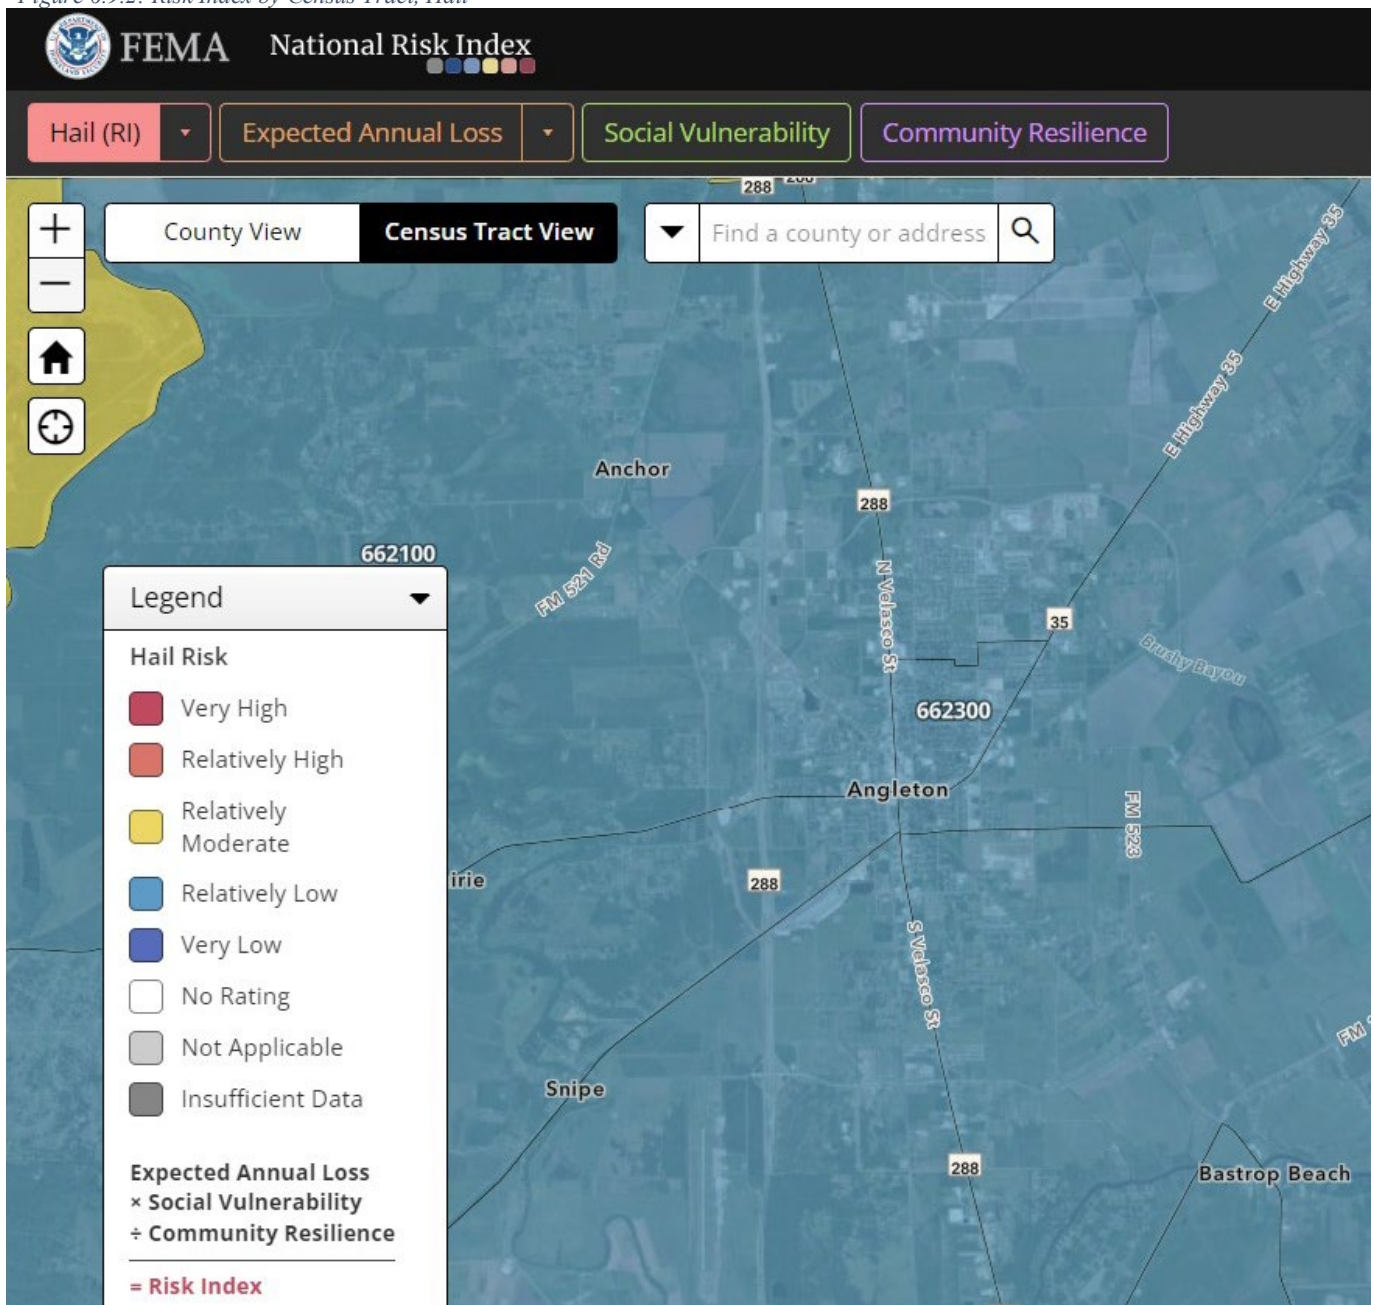 FEMA
National Risk Index
Hail (RI)
Expected Annual Loss
Social Vulnerability
Community Resilience
288
County View
Census Tract View
Find a county or address
E Highway 35
E Highway 35
Anchor
288
662100
FM 521 Rd
N Velasco St
35
Brushy Bayou
662300
Angleton
FM 523
irie
288
S Velasco St
FM
Snipe
288
Bastrop Beach
Legend
Hail Risk
Very High
Relatively High
Relatively
Moderate
Relatively Low
Very Low
No Rating
Not Applicable
Insufficient Data
Expected Annual Loss
× Social Vulnerability
÷ Community Resilience
= Risk Index